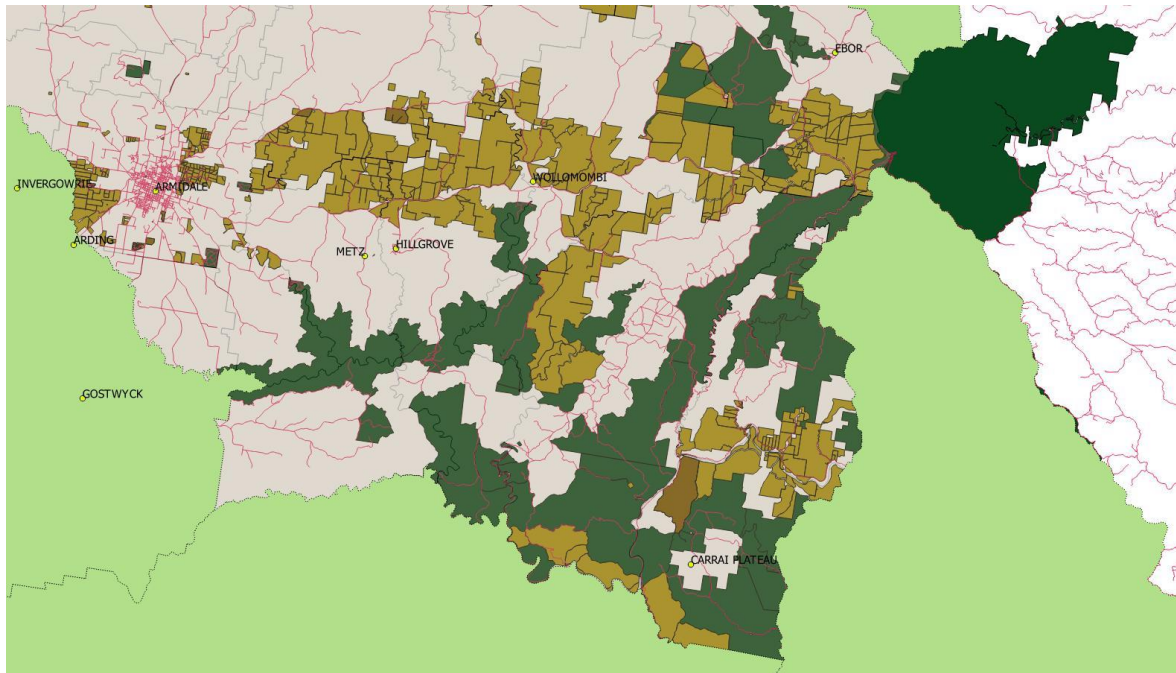 EBOR
INVERGOWRIE
ARMIDALE
WOLLOMOMBI
ARDING
METZ
HILLGROVE
GOSTWYCK
CARRAI PLATEAU